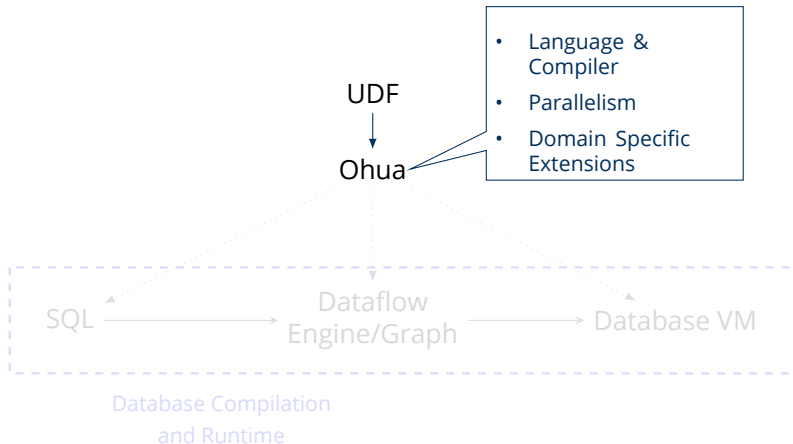 • Language &
Compiler
• Parallelism
• Domain Specific
Extensions
UDF
Ohua
SQL
Dataflow
Engine/Graph
Database VM
Database Compilation
and Runtime